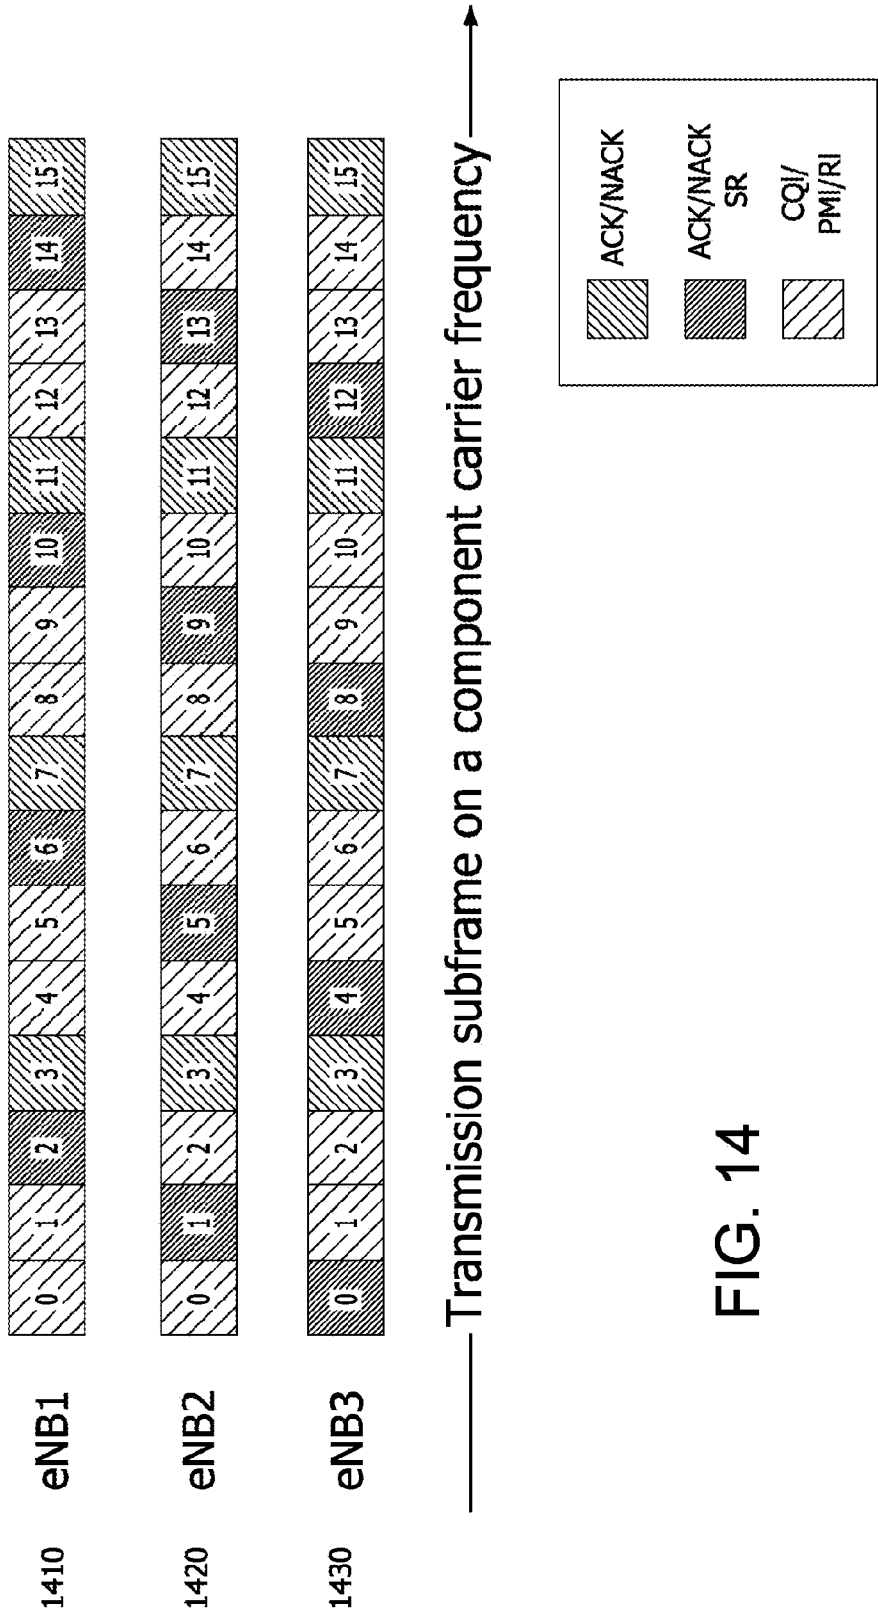 1410 eNB1 0 1 2 3 4 5 6 7 8 9 10 11 12 13 14 15
1420 eNB2 0 1 2 3 4 5 6 7 8 9 10 11 12 13 14 15
1430 eNB3 0 1 2 3 4 5 6 7 8 9 10 11 12 13 14 15
Transmission subframe on a component carrier frequency
ACK/NACK
ACK/NACK
SR
CQI/
PMI/RI
FIG. 14